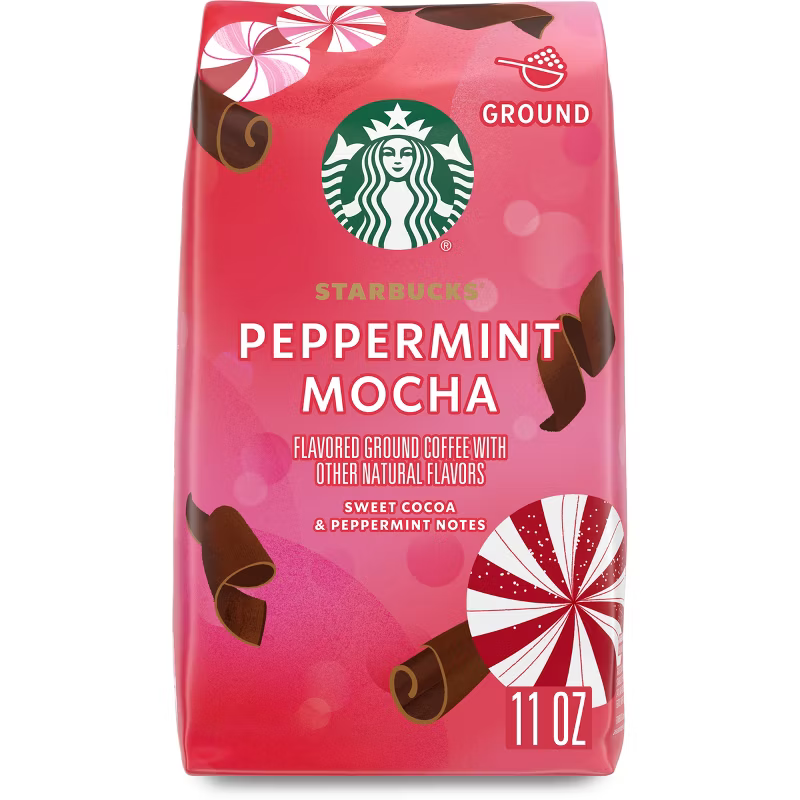 GROUND
®
STARBUCKS
PEPPERMINT
MOCHA
FLAVORED GROUND COFFEE WITH
OTHER NATURAL FLAVORS
SWEET COCOA
& PEPPERMINT NOTES
11 OZ